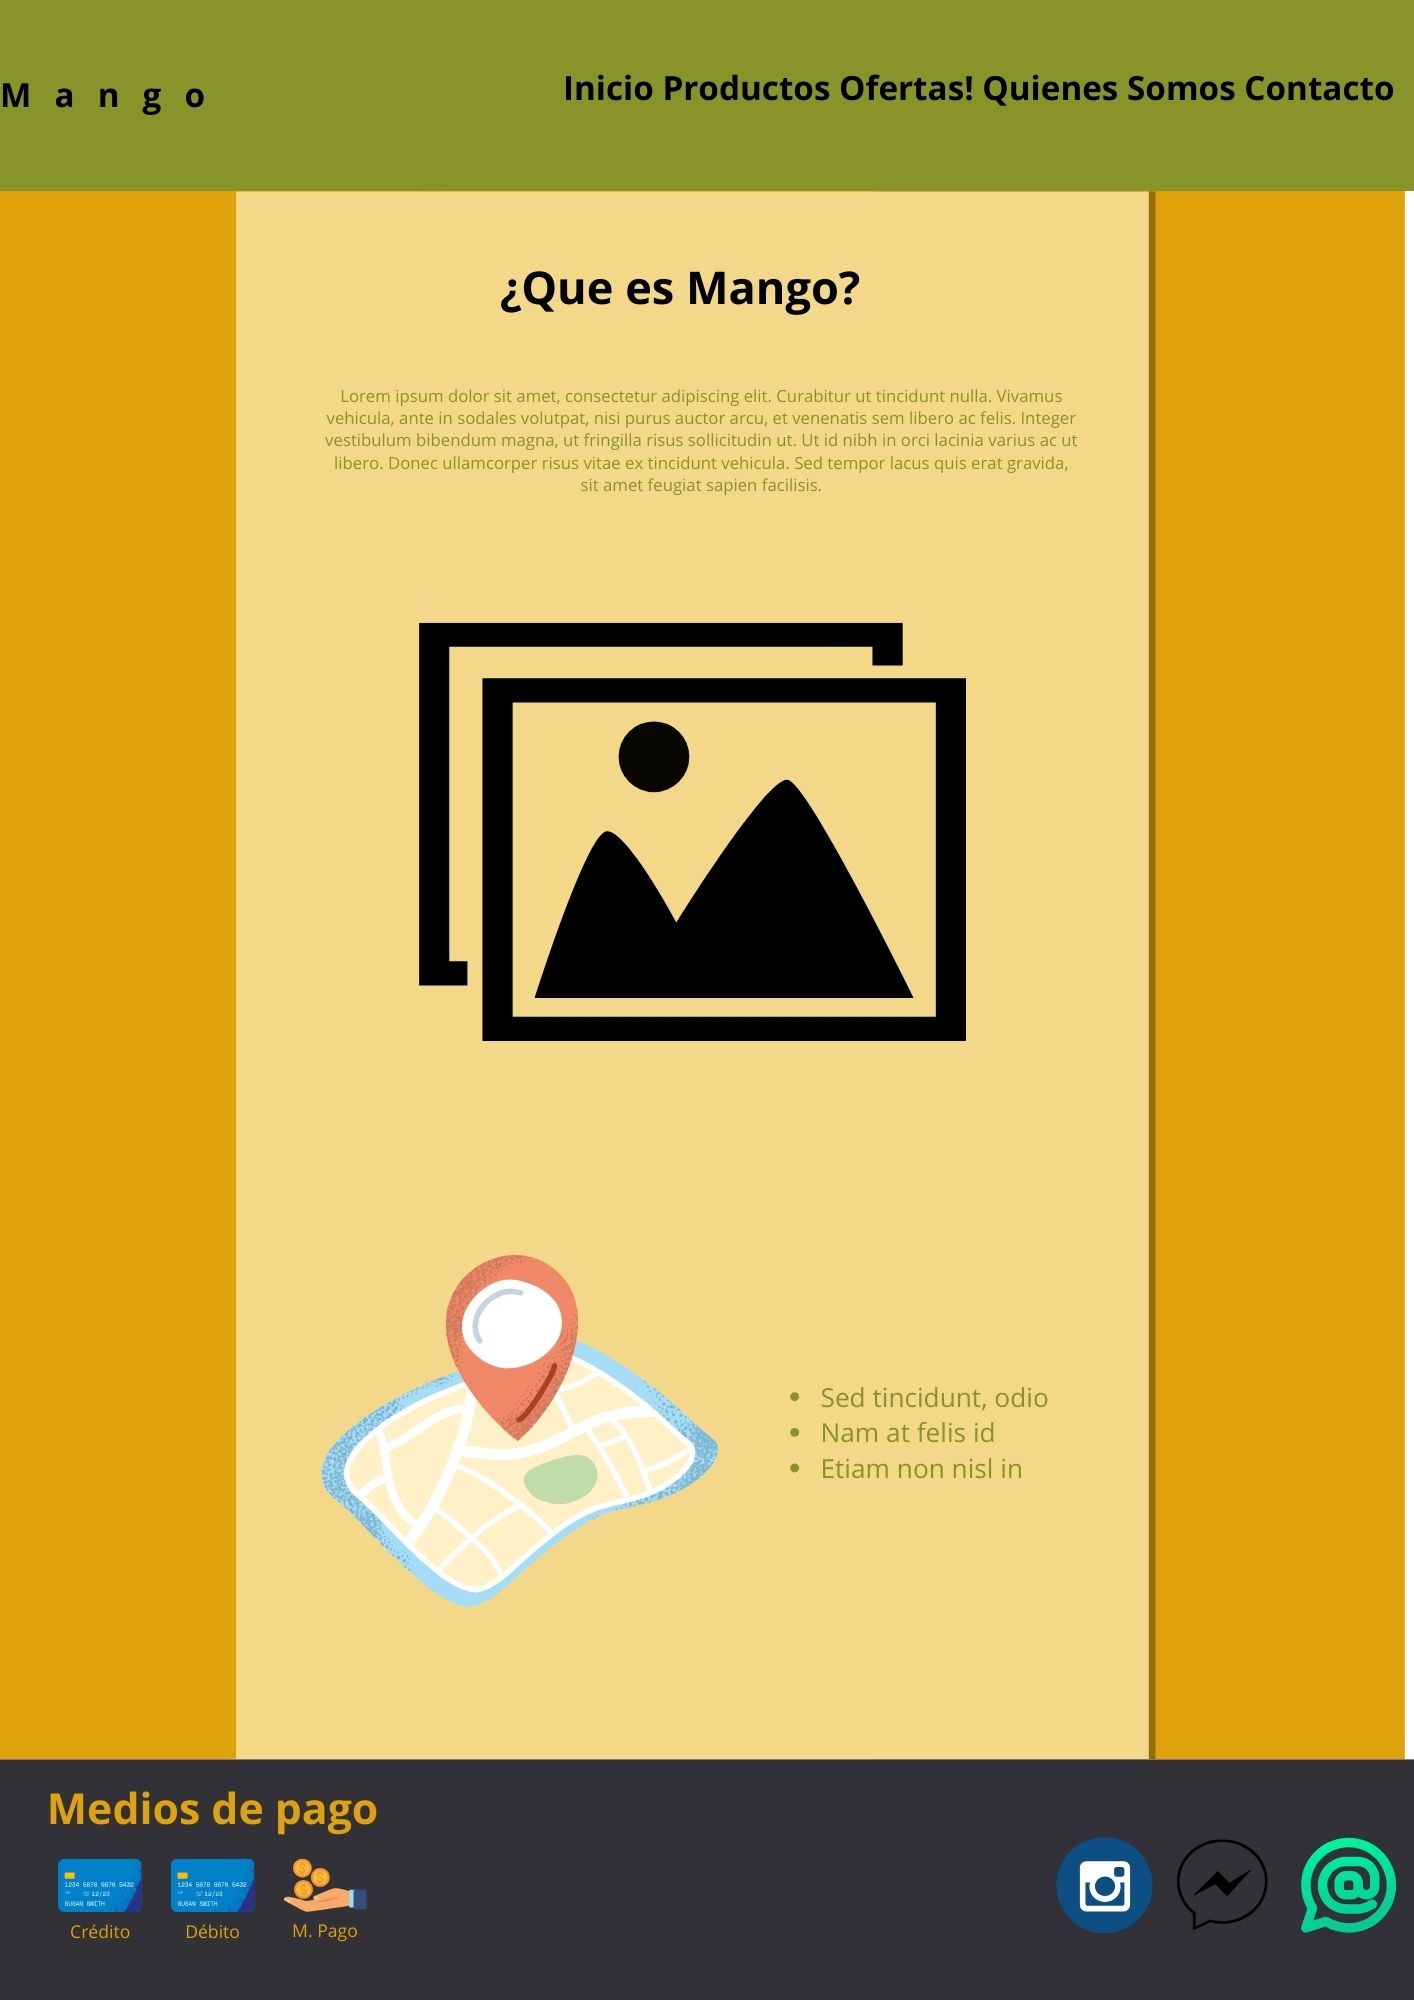 M a n g o
Inicio Productos Ofertas! Quienes Somos Contacto
¿Que es Mango?
Lorem ipsum dolor sit amet, consectetur adipiscing elit. Curabitur ut tincidunt nulla. Vivamus
vehicula, ante in sodales volutpat, nisi purus auctor arcu, et venenatis sem libero ac felis. Integer
vestibulum bibendum magna, ut fringilla risus sollicitudin ut. Ut id nibh in orci lacinia varius ac ut
libero. Donec ullamcorper risus vitae ex tincidunt vehicula. Sed tempor lacus quis erat gravida,
sit amet feugiat sapien facilisis.
• Sed tincidunt, odio
• Nam at felis id
• Etiam non nisl in
Medios de pago
1234 5678 9876 5432
12/23
SUSAN SMITH
1234 5678 9876 5432
12/23
SUSAN SMITH
Crédito
Débito
M. Pago